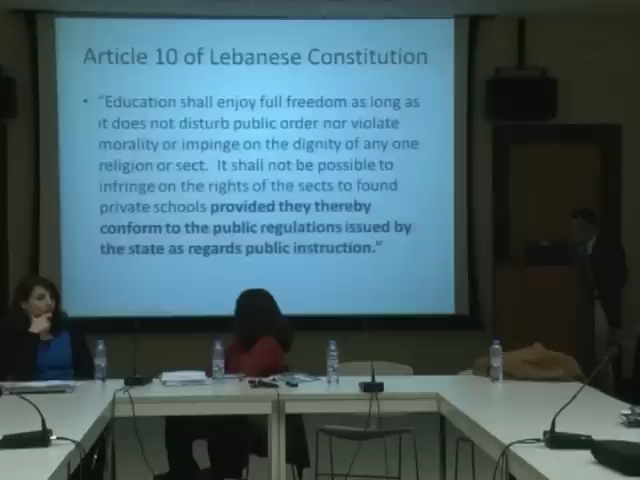 Article 10 of Lebanese Constitution
• "Education shall enjoy full freedom as long as
it does not disturb public order nor violate
morality or impinge on the dignity of any one
religion or sect. It shall not be possible to
infringe on the rights of the sects to found
private schools provided they thereby
conform to the public regulations issued by
the state as regards public instruction."